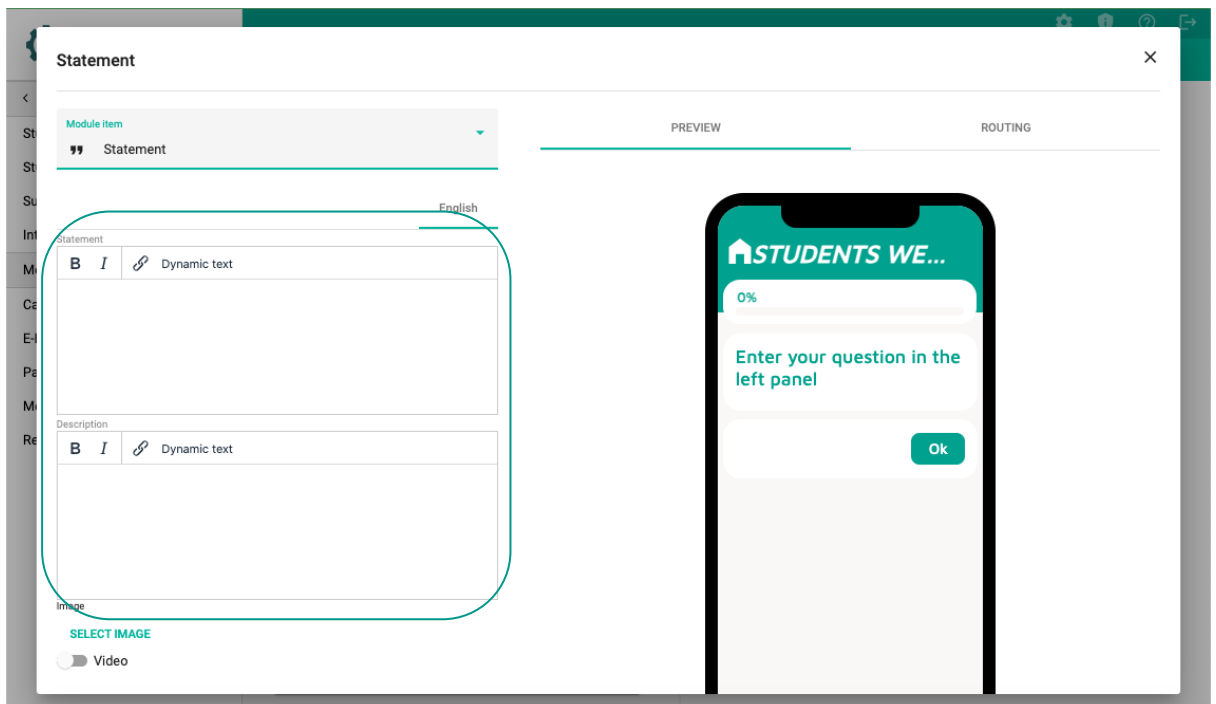 Statement
Module item
Statement
English
Statement
B I Dynamic text
Description
B I Dynamic text
Image
SELECT IMAGE
Video
PREVIEW
ROUTING
STUDENTS WE...
0%
Enter your question in the
left panel
Ok